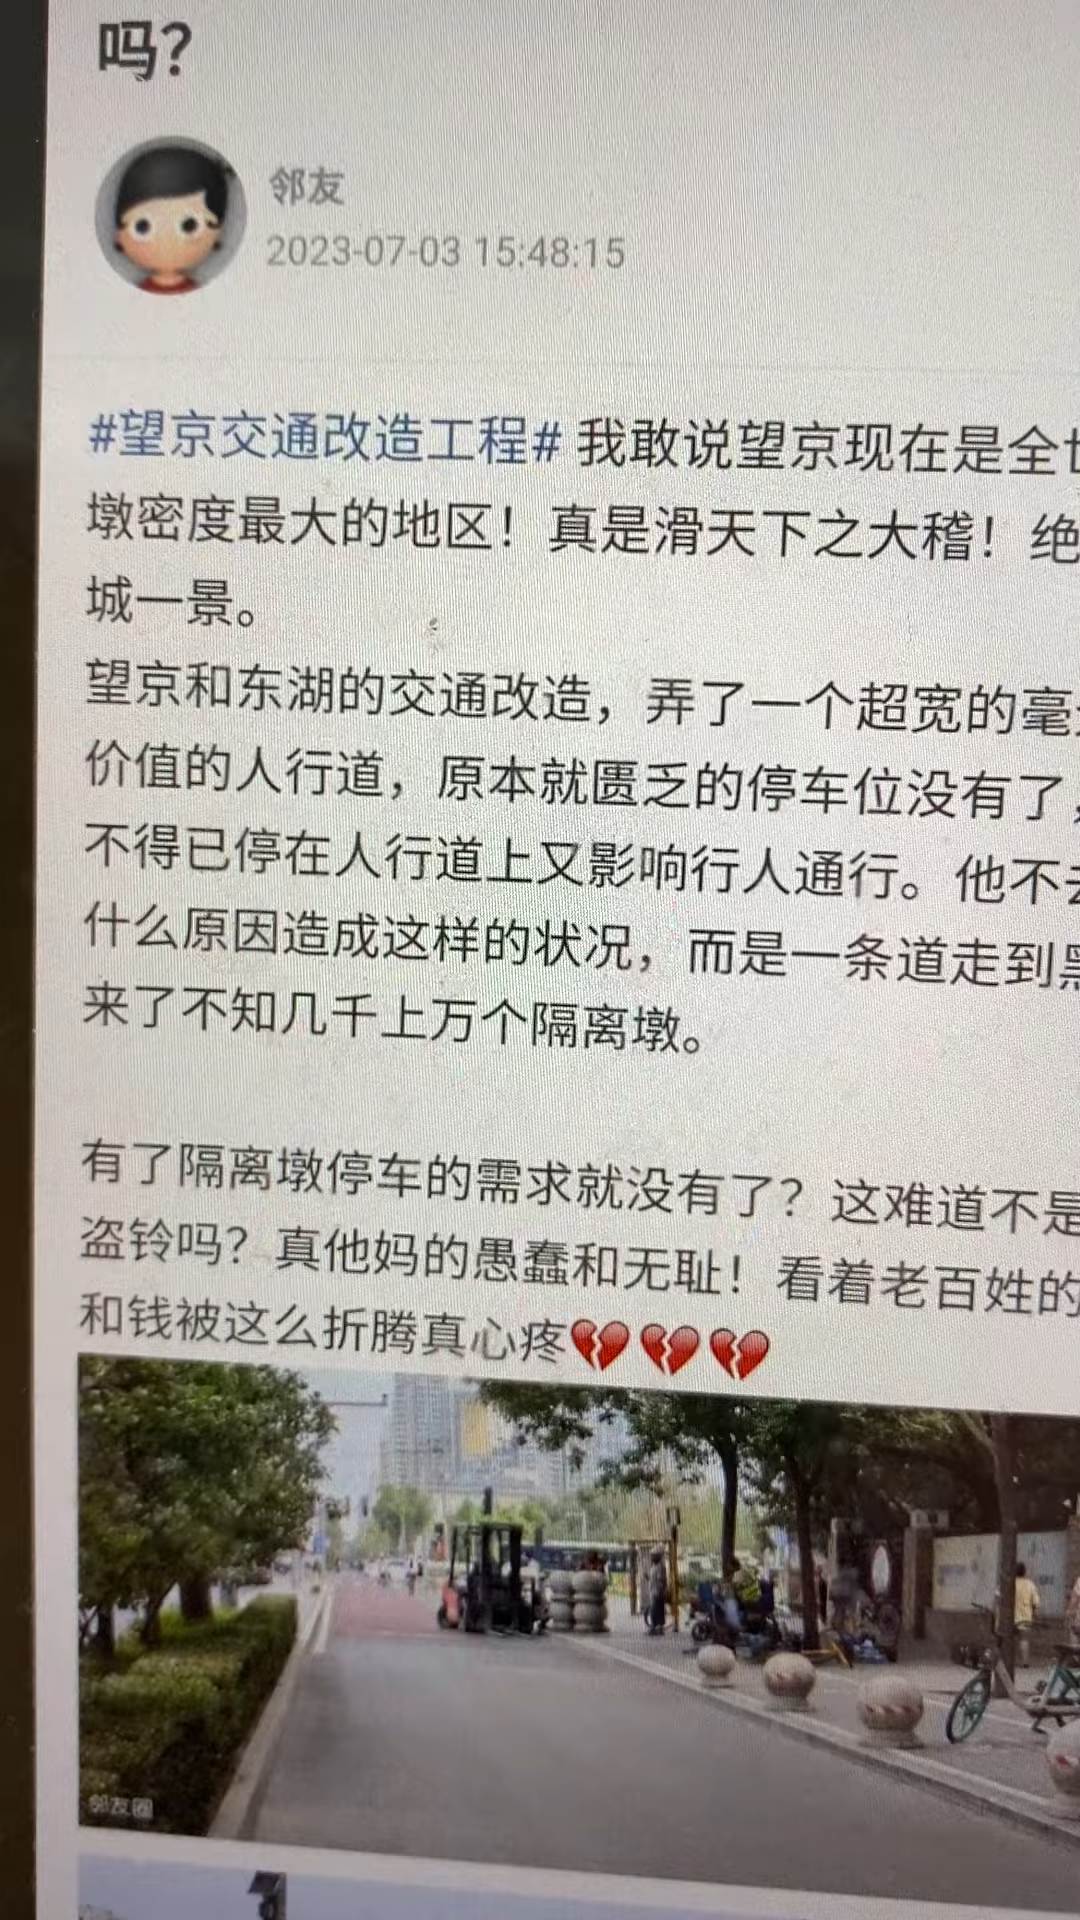 吗？
邻友
2023-07-03 15:48:15
#望京交通改造工程# 我敢说望京现在是全
墩密度最大的地区！真是滑天下之大稽！绝
城一景。
望京和东湖的交通改造，弄了一个超宽的毫
价值的人行道，原本就匮乏的停车位没有了，
不得已停在人行道上又影响行人通行。他不
什么原因造成这样的状况，而是一条道走到
来了不知几千上万个隔离墩。
有了隔离墩停车的需求就没有了？这难道不是
盗铃吗？真他妈的愚蠢和无耻！看着老百姓的
和钱被这么折腾真心疼💔💔💔
邻友圈